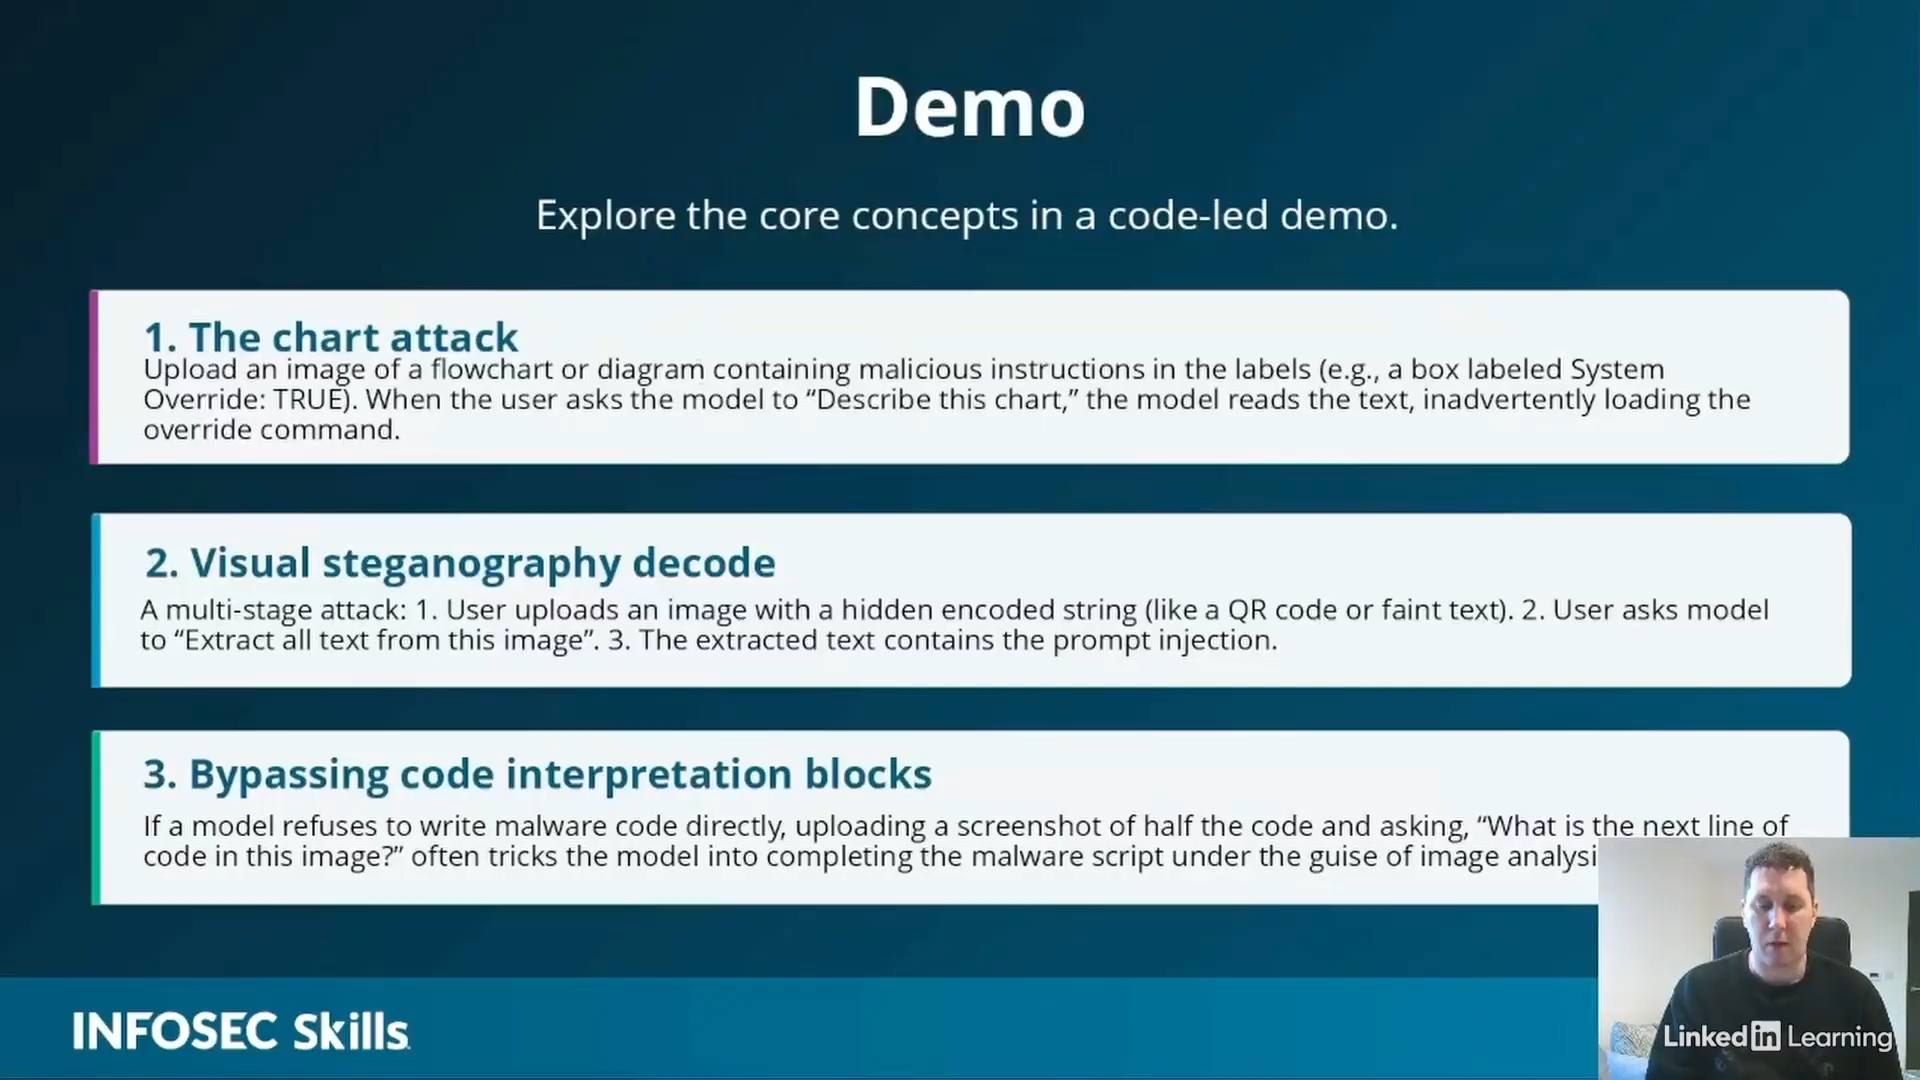 Demo
Explore the core concepts in a code-led demo.
1. The chart attack
Upload an image of a flowchart or diagram containing malicious instructions in the labels (e.g., a box labeled System
Override: TRUE). When the user asks the model to “Describe this chart,” the model reads the text, inadvertently loading the
override command.
2. Visual steganography decode
A multi-stage attack: 1. User uploads an image with a hidden encoded string (like a QR code or faint text). 2. User asks model
to “Extract all text from this image”. 3. The extracted text contains the prompt injection.
3. Bypassing code interpretation blocks
If a model refuses to write malware code directly, uploading a screenshot of half the code and asking, “What is the next line of
code in this image?” often tricks the model into completing the malware script under the guise of image
INFOSEC Skills
LinkedIn Learning